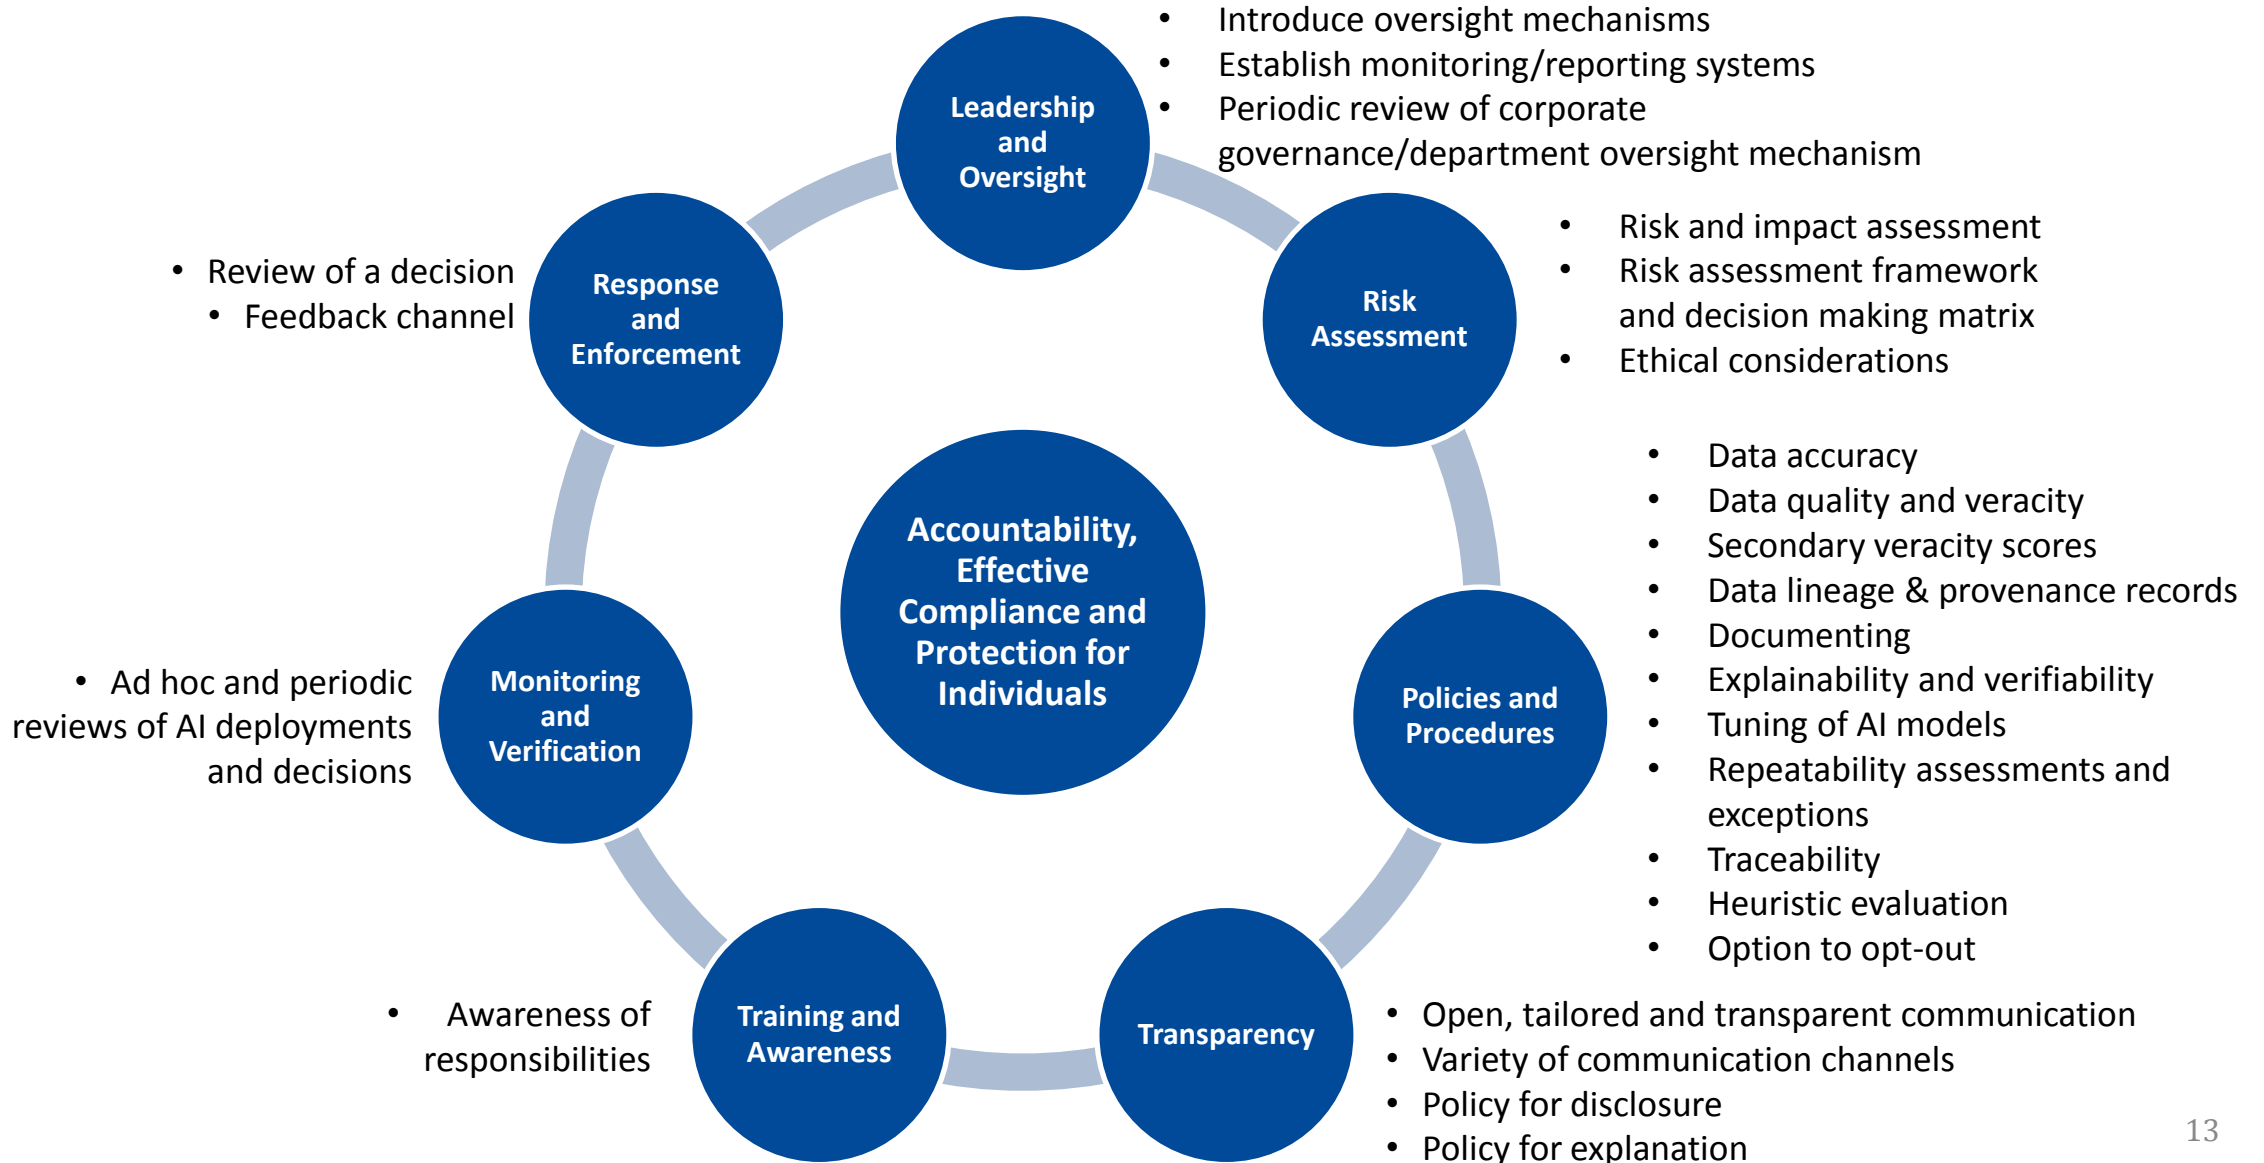 • Introduce oversight mechanisms
• Establish monitoring/reporting systems
• Periodic review of corporate
governance/department oversight mechanism
Leadership
and
Oversight
• Risk and impact assessment
• Risk assessment framework
and decision making matrix
• Ethical considerations
Risk
Assessment
• Data accuracy
• Data quality and veracity
• Secondary veracity scores
• Data lineage & provenance records
• Documenting
• Explainability and verifiability
• Tuning of AI models
• Repeatability assessments and
exceptions
• Traceability
• Heuristic evaluation
• Option to opt-out
Policies and
Procedures
• Open, tailored and transparent communication
• Variety of communication channels
• Policy for disclosure
• Policy for explanation
Transparency
Training and
Awareness
• Awareness of
responsibilities
Monitoring
and
Verification
• Ad hoc and periodic
reviews of AI deployments
and decisions
Response
and
Enforcement
• Review of a decision
• Feedback channel
Accountability,
Effective
Compliance and
Protection for
Individuals
13